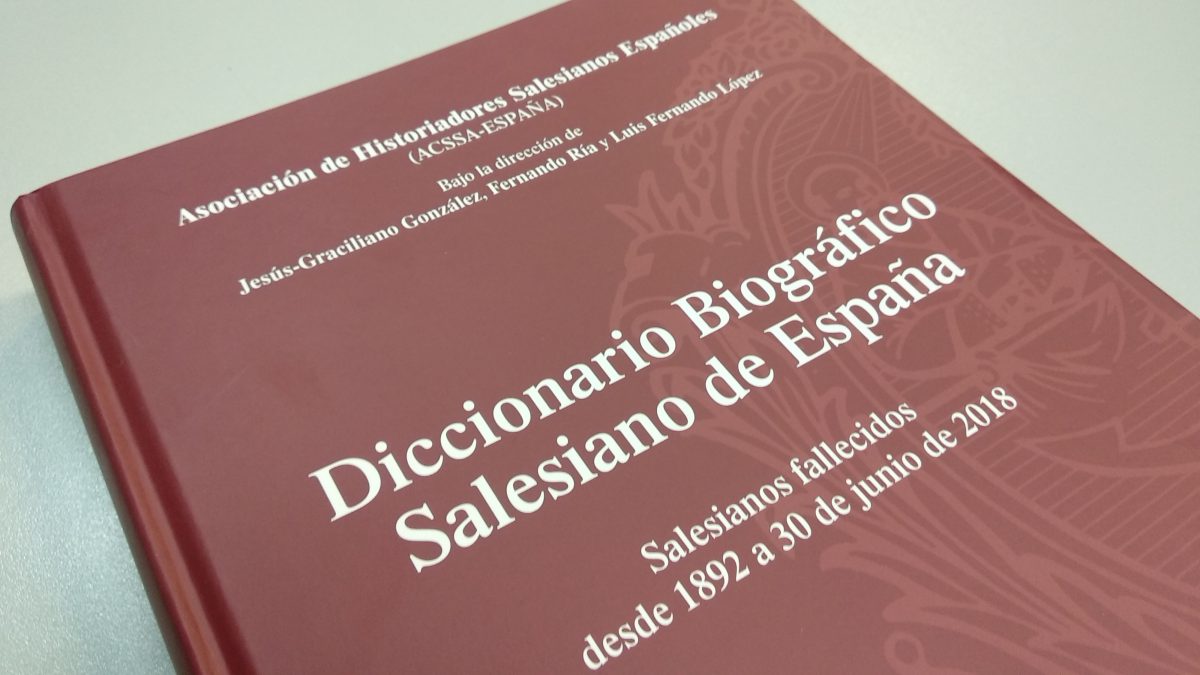 Asociación de Historiadores Salesianos Españoles
(ACSSA-ESPAÑA)
Bajo la dirección de
Jesús-Graciliano González, Fernando Ría y Luis Fernando López
Diccionario Biográfico
Salesiano de España
Salesianos fallecidos
desde 1892 a 30 de junio de 2018